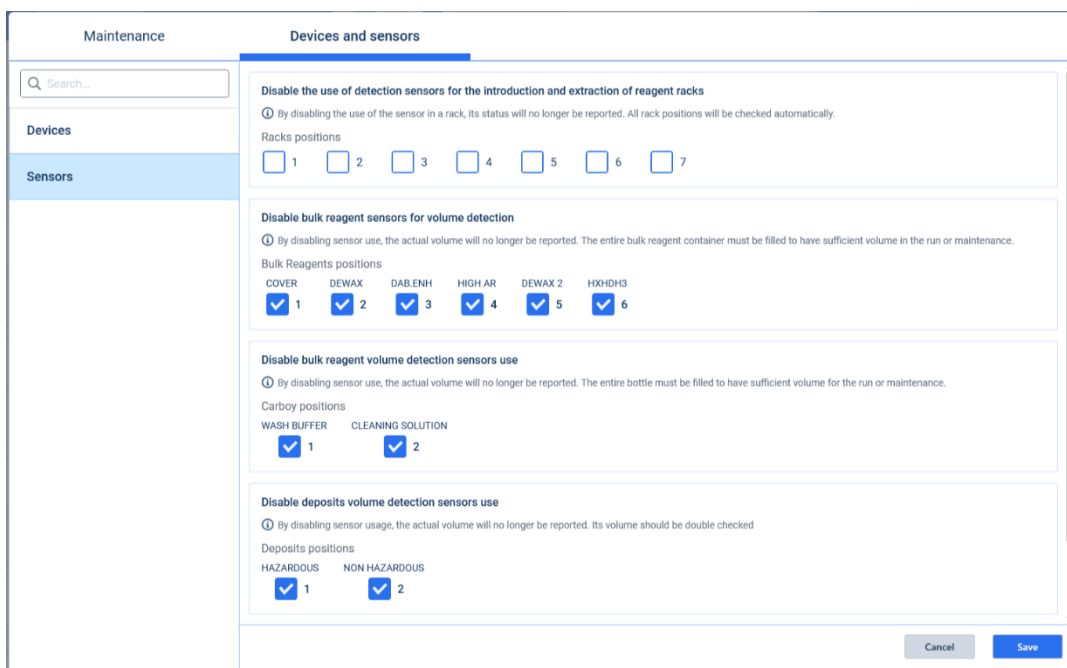 Maintenance
Devices and sensors
Search...
Devices
Sensors
Disable the use of detection sensors for the introduction and extraction of reagent racks
By disabling the use of the sensor in a rack, its status will no longer be reported. All rack positions will be checked automatically.
Racks positions
1 2 3 4 5 6 7
Disable bulk reagent sensors for volume detection
By disabling sensor use, the actual volume will no longer be reported. The entire bulk reagent container must be filled to have sufficient volume in the run or maintenance.
Bulk Reagents positions
COVER DEWAX DAB.ENH HIGH AR DEWAX 2 HXHDH3
1 2 3 4 5 6
Disable bulk reagent volume detection sensors use
By disabling sensor use, the actual volume will no longer be reported. The entire bottle must be filled to have sufficient volume for the run or maintenance.
Carboy positions
WASH BUFFER CLEANING SOLUTION
1 2
Disable deposits volume detection sensors use
By disabling sensor usage, the actual volume will no longer be reported. Its volume should be double checked
Deposits positions
HAZARDOUS NON HAZARDOUS
1 2
Cancel Save